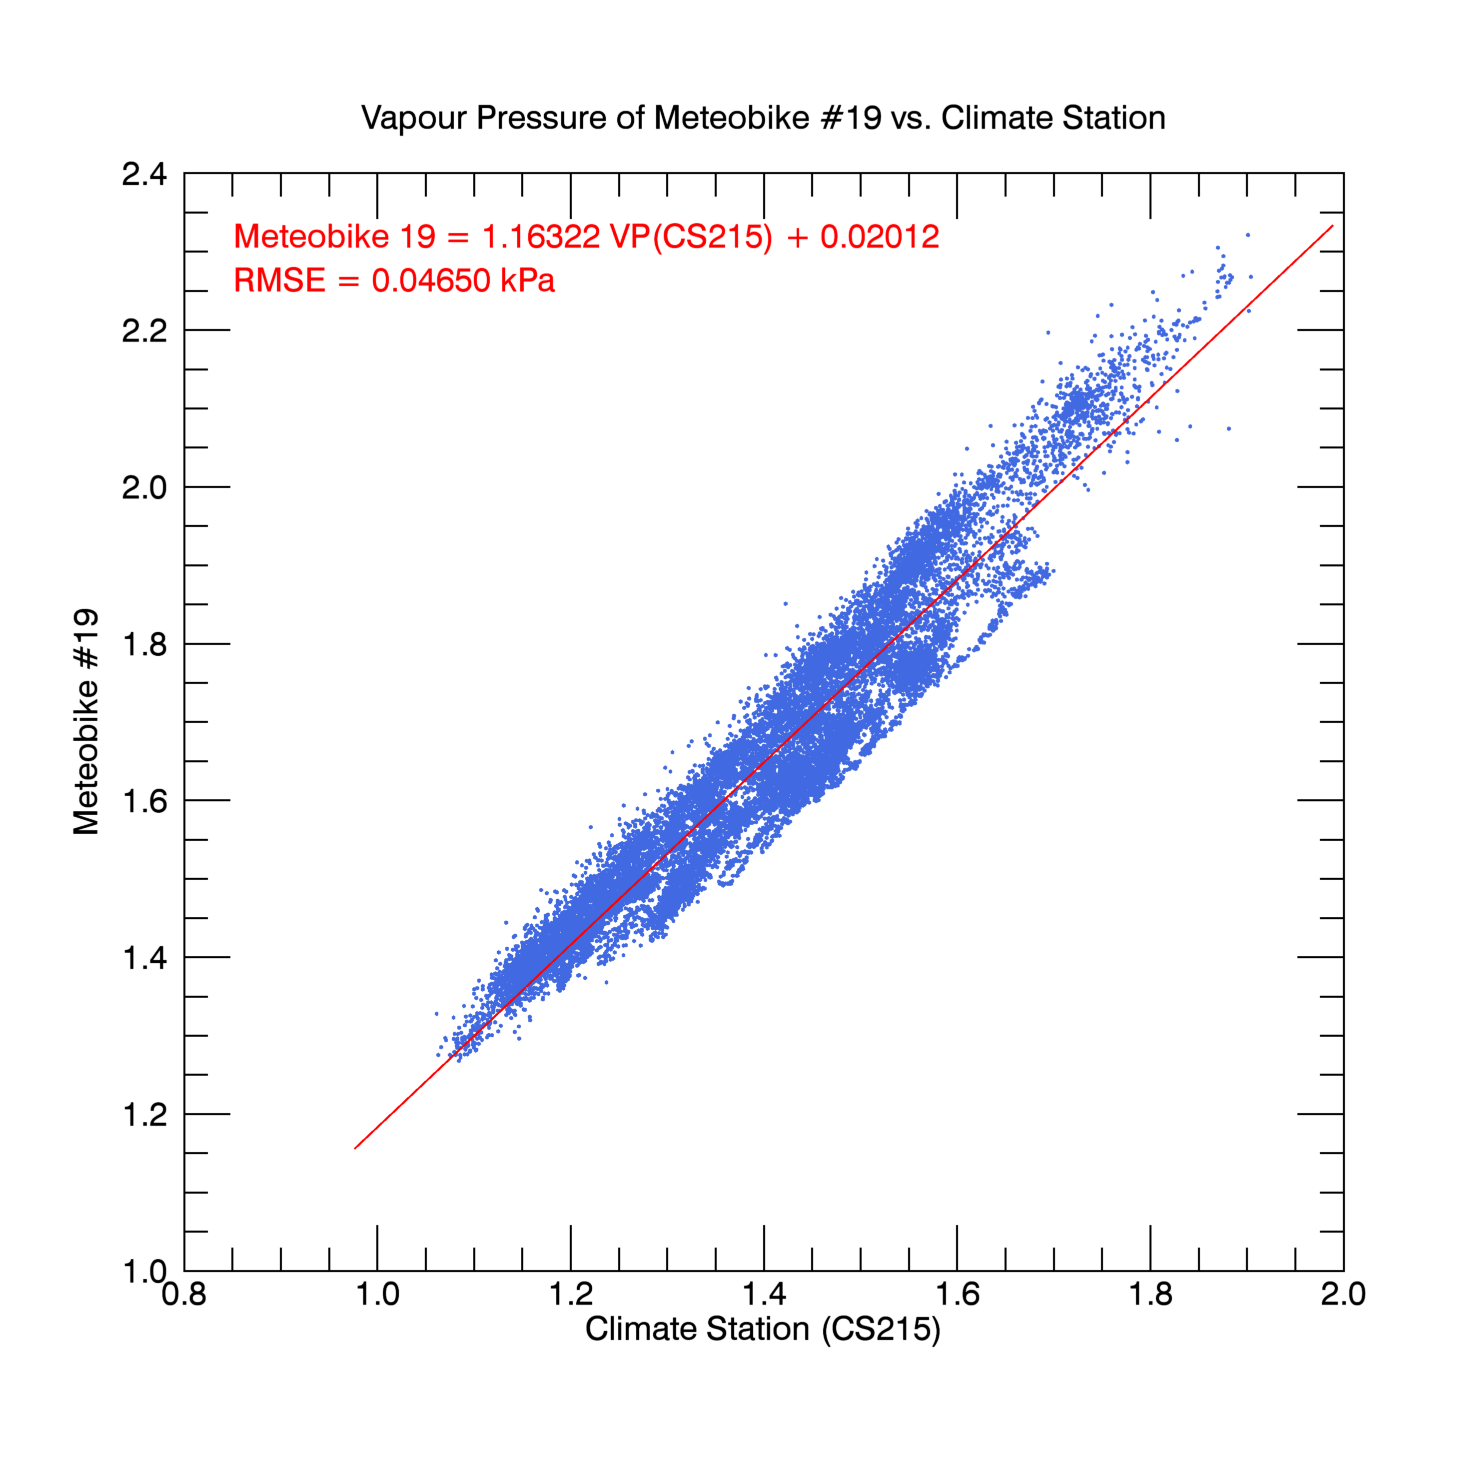 Vapour Pressure of Meteobike #19 vs. Climate Station
2.4
Meteobike 19 = 1.16322 VP(CS215) + 0.02012
RMSE = 0.04650 kPa
2.2
2.0
1.8
Meteobike #19
1.6
1.4
1.2
1.0
0.8 1.0 1.2 1.4 1.6 1.8 2.0
Climate Station (CS215)